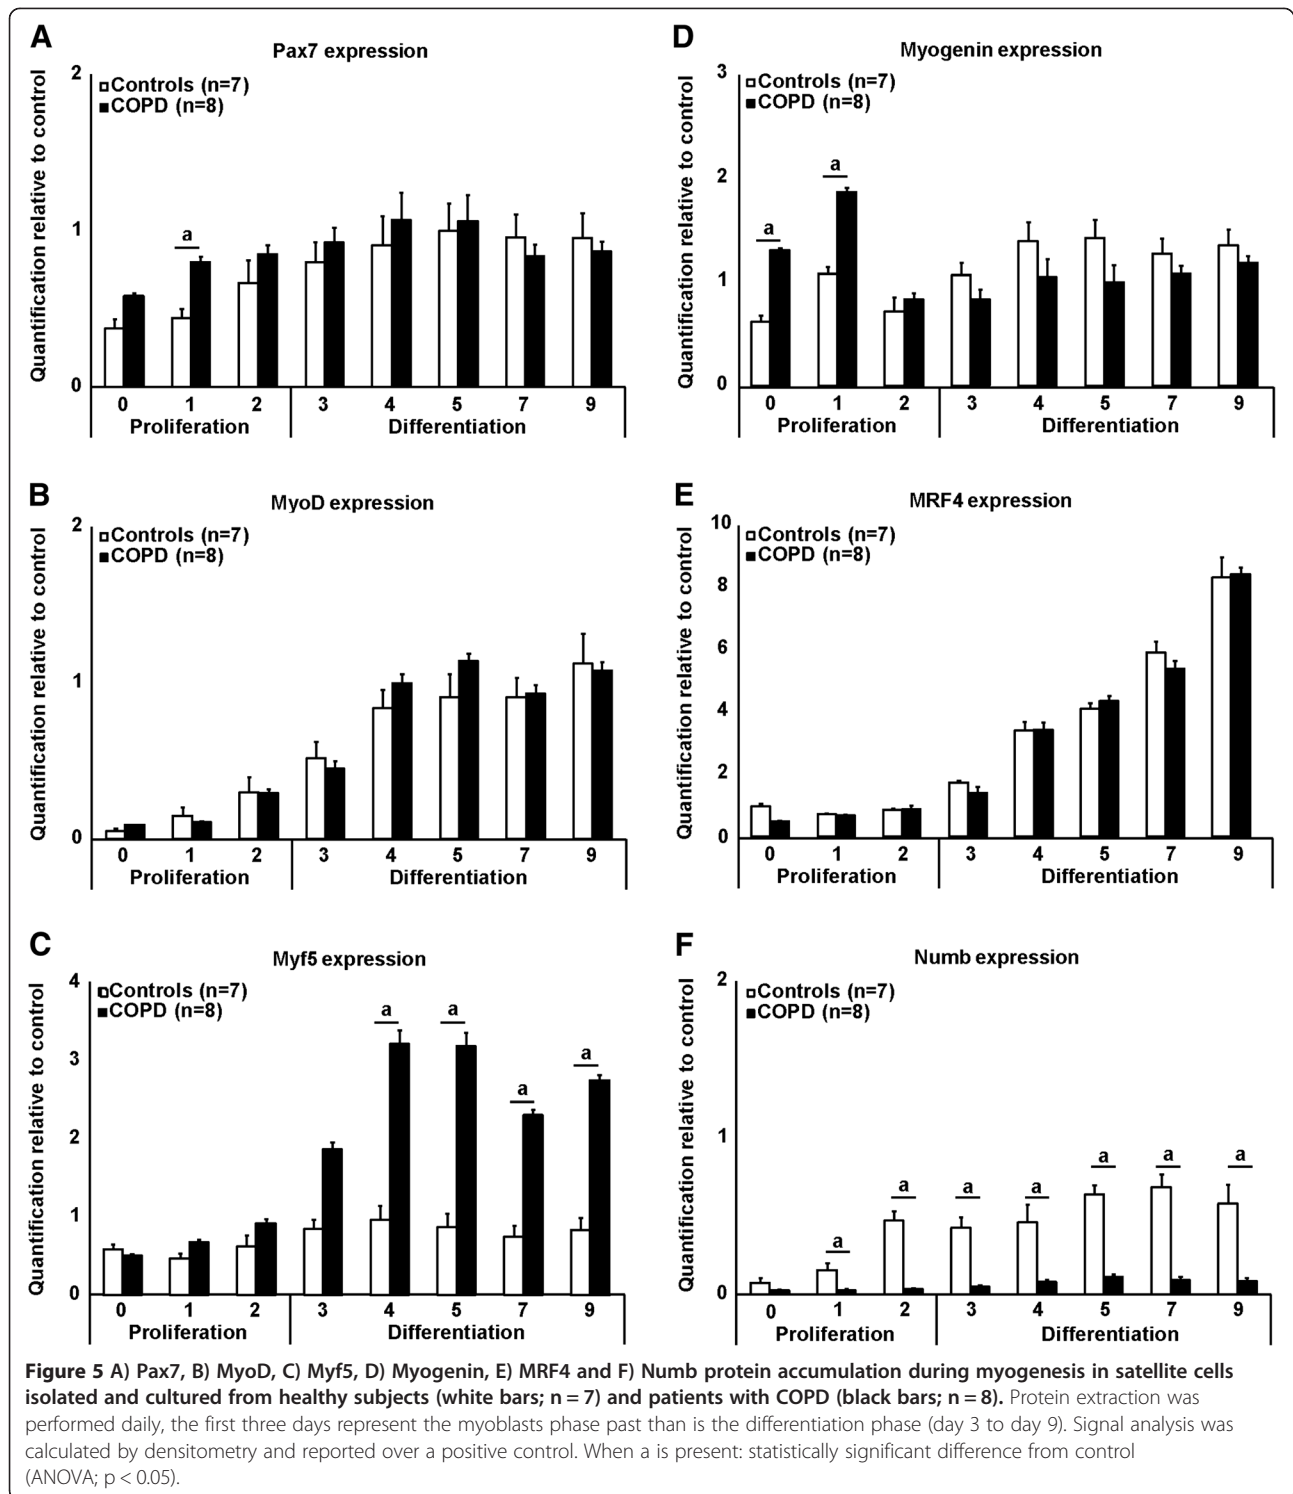 A
Pax7 expression
Quantification relative to control
2
1
0
Controls (n=7)
COPD (n=8)
a
0 1 2 3 4 5 7 9
Proliferation Differentiation
B
MyoD expression
Quantification relative to control
2
1
0
Controls (n=7)
COPD (n=8)
0 1 2 3 4 5 7 9
Proliferation Differentiation
C
Myf5 expression
Quantification relative to control
4
3
2
1
0
Controls (n=7)
COPD (n=8)
a a a a
0 1 2 3 4 5 7 9
Proliferation Differentiation
D
Myogenin expression
Quantification relative to control
3
2
1
0
Controls (n=7)
COPD (n=8)
a a
0 1 2 3 4 5 7 9
Proliferation Differentiation
E
MRF4 expression
Quantification relative to control
10
8
6
4
2
0
Controls (n=7)
COPD (n=8)
0 1 2 3 4 5 7 9
Proliferation Differentiation
F
Numb expression
Quantification relative to control
2
1
0
Controls (n=7)
COPD (n=8)
a a a a a a a
0 1 2 3 4 5 7 9
Proliferation Differentiation
Figure 5 A) Pax7, B) MyoD, C) Myf5, D) Myogenin, E) MRF4 and F) Numb protein accumulation during myogenesis in satellite cells
isolated and cultured from healthy subjects (white bars; n = 7) and patients with COPD (black bars; n = 8). Protein extraction was
performed daily, the first three days represent the myoblasts phase past than is the differentiation phase (day 3 to day 9). Signal analysis was
calculated by densitometry and reported over a positive control. When a is present: statistically significant difference from control
(ANOVA; p < 0.05).